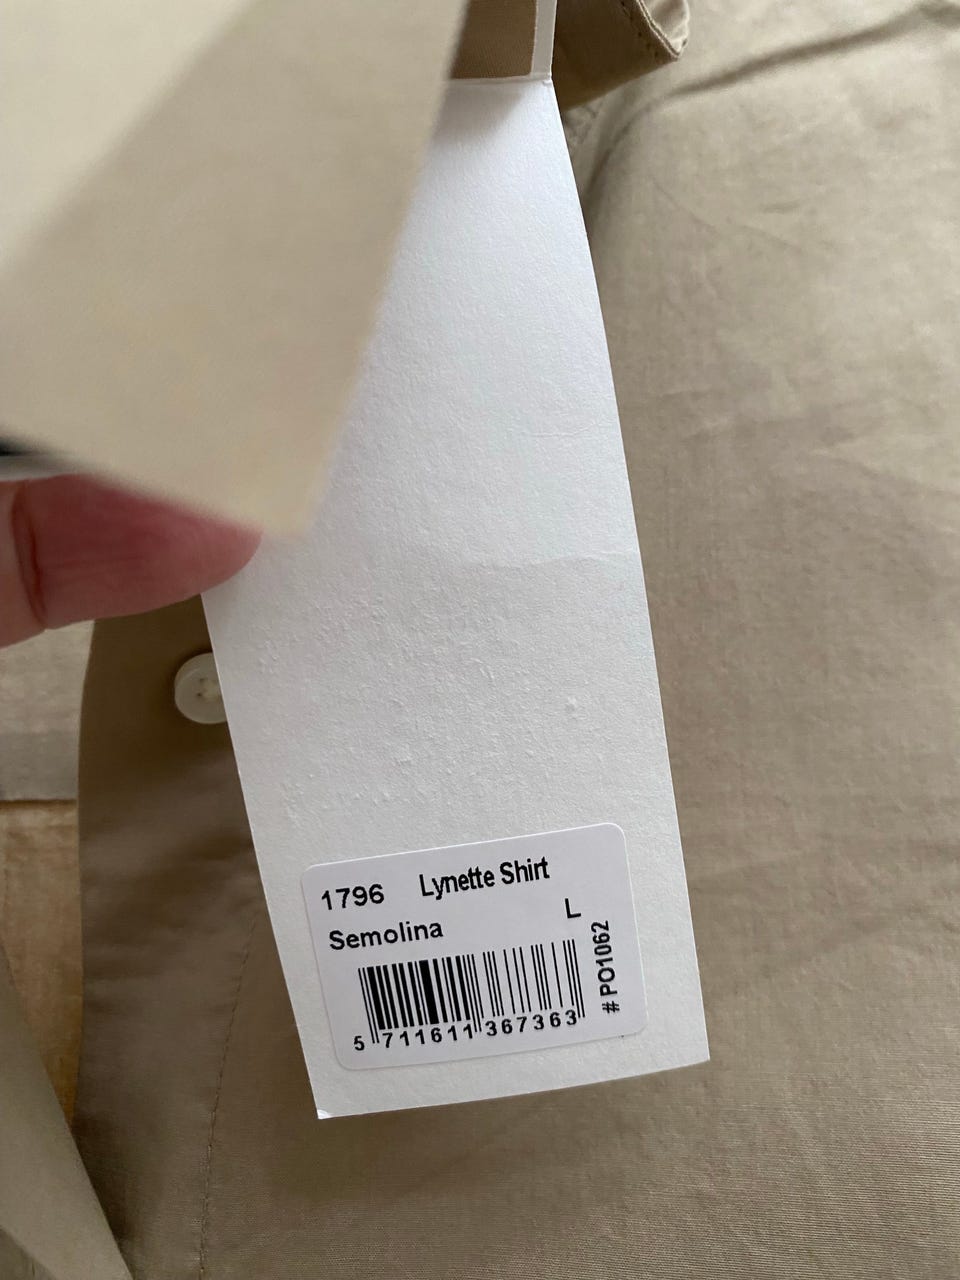 1796 Lynette Shirt
Semolina L
# PO1062
5 711611 367363